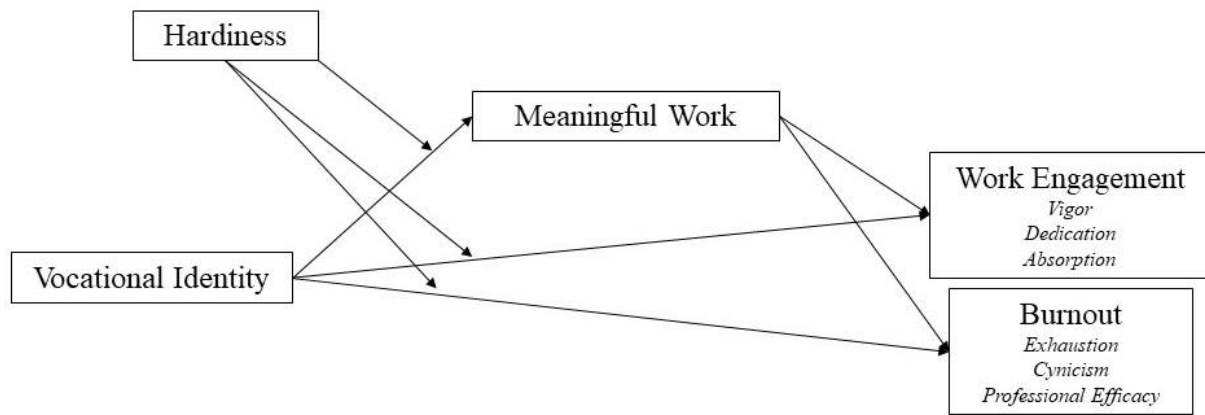 Hardiness
Meaningful Work
Work Engagement
Vigor
Dedication
Absorption
Vocational Identity
Burnout
Exhaustion
Cynicism
Professional Efficacy